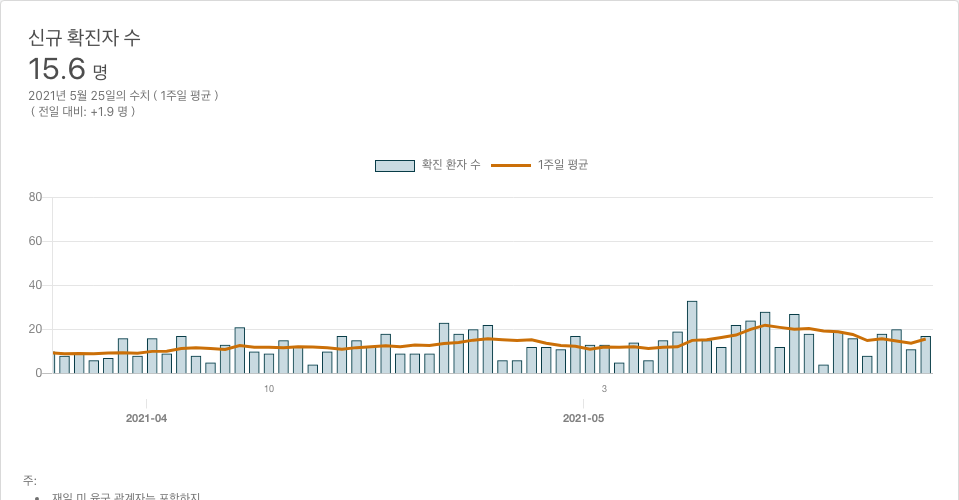 신규 확진자 수
15.6 명
2021년 5월 25일의 수치 ( 1주일 평균 )
( 전일 대비: +1.9 명 )
확진 환자 수 1주일 평균
80
60
40
20
0
10 3
2021-04 2021-05
주:
• 재일 미 육군 관계자는 포함하지